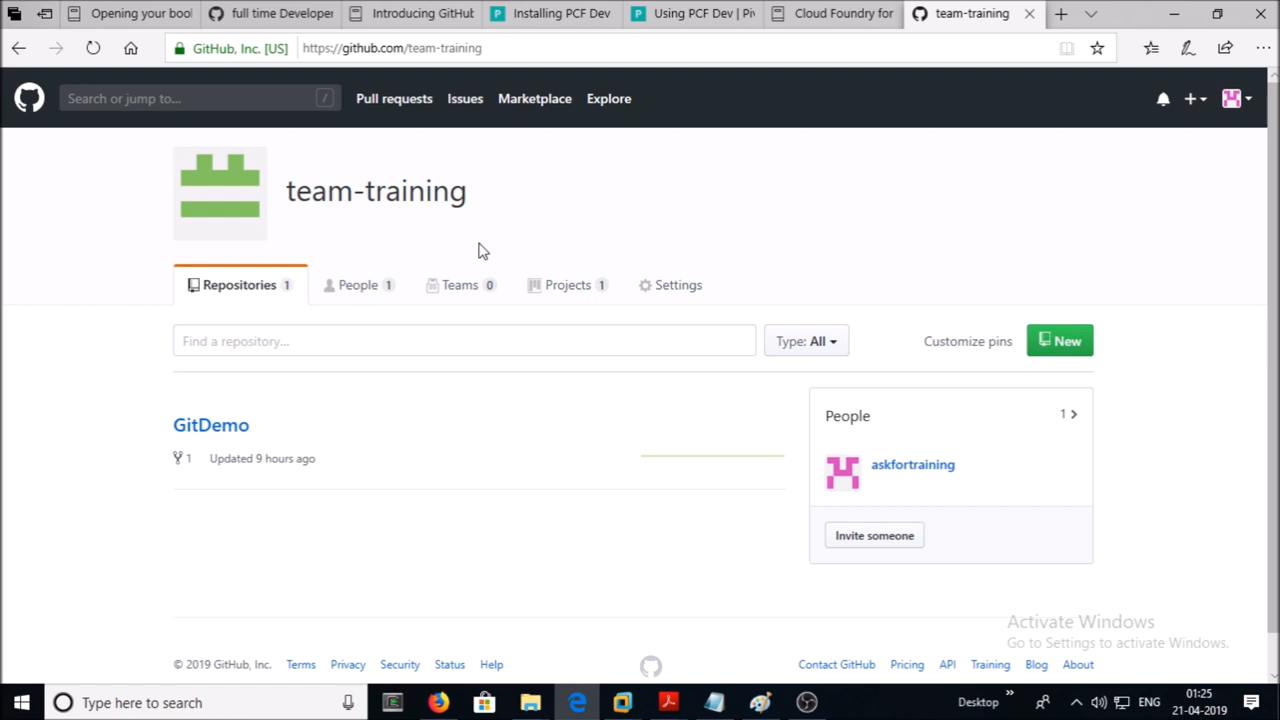 Opening your bool
full time Developer
Introducing GitHub
Installing PCF Dev
Using PCF Dev | Piv
Cloud Foundry for
team-training
GitHub, Inc. [US]
https://github.com/team-training
Search or jump to...
/
Pull requests
Issues
Marketplace
Explore
team-training
Repositories 1
People 1
Teams 0
Projects 1
Settings
Find a repository...
Type: All
Customize pins
New
GitDemo
1 Updated 9 hours ago
People
1
askfortraining
Invite someone
Activate Windows
Go to Settings to activate Windows.
© 2019 GitHub, Inc.
Terms
Privacy
Security
Status
Help
Contact GitHub
Pricing
API
Training
Blog
About
Type here to search
Desktop
ENG
01:25
21-04-2019